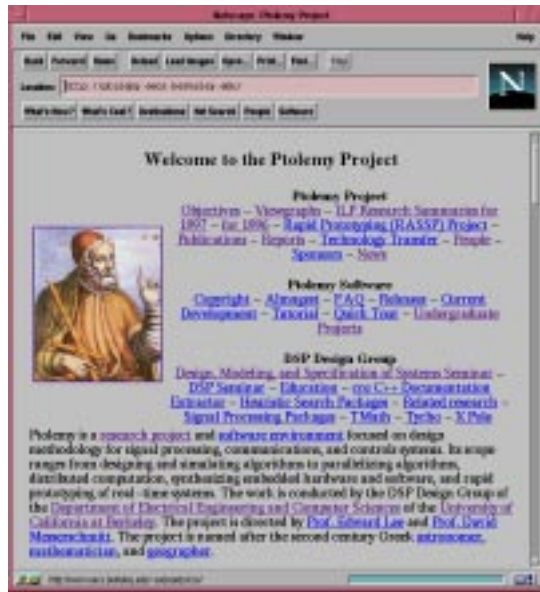 Netscape: Ptolemy Project
File Edit View Go Bookmarks Options Directory Window Help
Back Forward Home Reload Load Images Open... Print... Find... Stop
Location: http://ptolemy.eecs.berkeley.edu/
N
What's New? What's Cool? Destinations Net Search People Software
Welcome to the Ptolemy Project
Ptolemy Project
Objectives – Viewgraphs – ILP Research Summaries for
1997 – for 1996 – Rapid Prototyping (RASSP) Project –
Publications – Reports – Technology Transfer – People –
Sponsors – News
Ptolemy Software
Copyright – Almagest – FAQ – Releases – Current
Development – Tutorial – Quick Tour – Undergraduate
Projects
DSP Design Group
Design, Modeling, and Specification of Systems Seminar –
DSP Seminar – Education – C++ Documentation
Extractor – Heuristic Search Packages – Related research –
Signal Processing Packages – TMath – Tycho – X Pole
Ptolemy is a research project and software environment focused on design
methodology for signal processing, communications, and controls systems. Its scope
ranges from designing and simulating algorithms to parallelizing algorithms,
distributed computation, synthesizing embedded hardware and software, and rapid
prototyping of real-time systems. The work is conducted by the DSP Design Group of
the Department of Electrical Engineering and Computer Sciences of the University of
California at Berkeley. The project is directed by Prof. Edward Lee and Prof. David
Messerschmitt. The project is named after the second century Greek astronomer,
mathematician, and geographer.